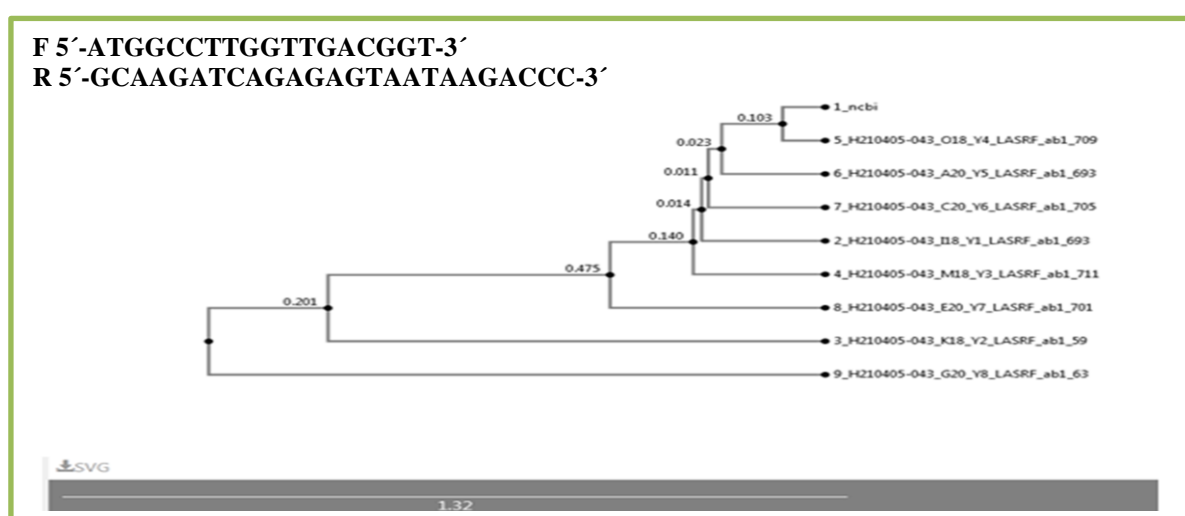 F 5´-ATGGCCTTGGTTGACGGT-3´
R 5´-GCAAGATCAGAGAGTAATAAGACCC-3´
1_ncbi
0.103
5_H210405-043_O18_Y4_LASRF_ab1_709
0.023
6_H210405-043_A20_Y5_LASRF_ab1_693
0.011
7_H210405-043_C20_Y6_LASRF_ab1_705
0.014
2_H210405-043_I18_Y1_LASRF_ab1_693
0.140
4_H210405-043_M18_Y3_LASRF_ab1_711
0.475
8_H210405-043_E20_Y7_LASRF_ab1_701
0.201
3_H210405-043_K18_Y2_LASRF_ab1_59
9_H210405-043_G20_Y8_LASRF_ab1_63
SVG
1.32